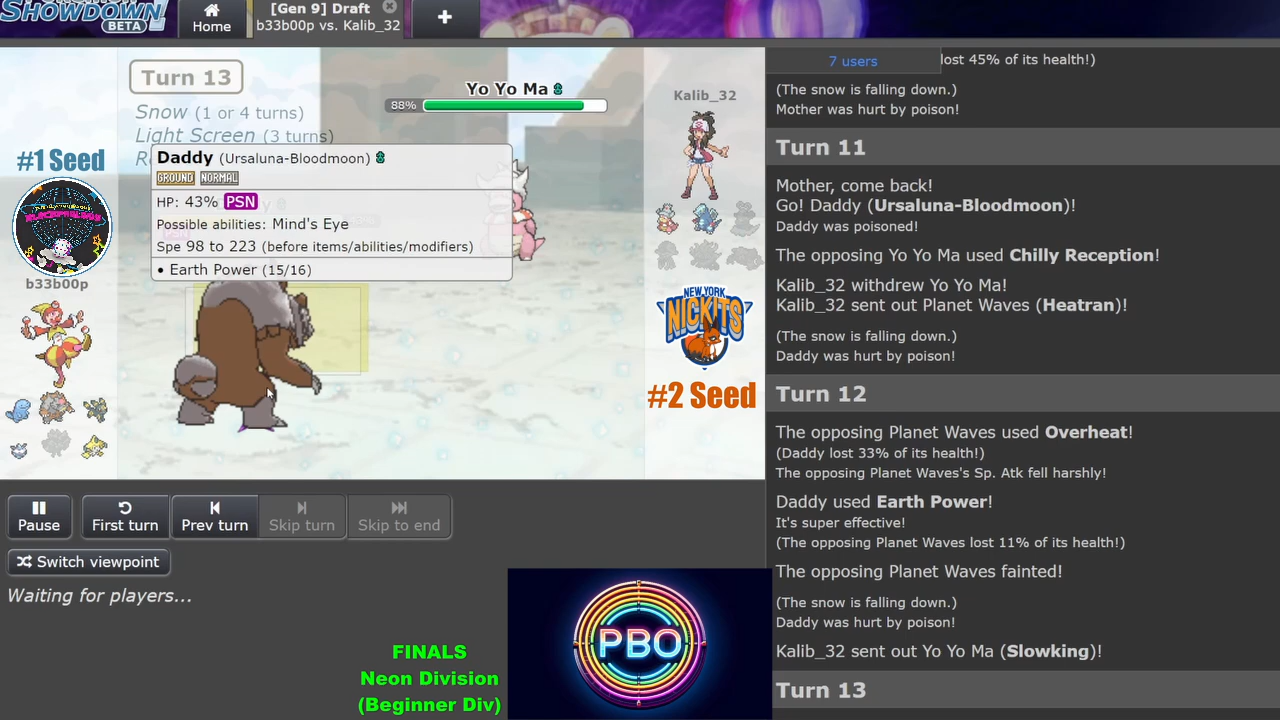 SHOWDOWN!
BETA
Home
[Gen 9] Draft
b33b00p vs. Kalib_32
Turn 13
Snow (1 or 4 turns)
Light Screen (3 turns)
Daddy (Ursaluna-Bloodmoon)
GROUND NORMAL
HP: 43% PSN
Possible abilities: Mind's Eye
Spe 98 to 223 (before items/abilities/modifiers)
• Earth Power (15/16)
Yo Yo Ma
88%
#1 Seed
b33b00p
Kalib_32
NEW YORK
NICKITS
#2 Seed
7 users
lost 45% of its health!)
(The snow is falling down.)
Mother was hurt by poison!
Turn 11
Mother, come back!
Go! Daddy (Ursaluna-Bloodmoon)!
Daddy was poisoned!
The opposing Yo Yo Ma used Chilly Reception!
Kalib_32 withdrew Yo Yo Ma!
Kalib_32 sent out Planet Waves (Heatran)!
(The snow is falling down.)
Daddy was hurt by poison!
Turn 12
The opposing Planet Waves used Overheat!
(Daddy lost 33% of its health!)
The opposing Planet Waves's Sp. Atk fell harshly!
Daddy used Earth Power!
It's super effective!
(The opposing Planet Waves lost 11% of its health!)
The opposing Planet Waves fainted!
(The snow is falling down.)
Daddy was hurt by poison!
Kalib_32 sent out Yo Yo Ma (Slowking)!
Turn 13
Pause
First turn
Prev turn
Skip turn
Skip to end
Switch viewpoint
Waiting for players...
FINALS
Neon Division
(Beginner Div)
PBO